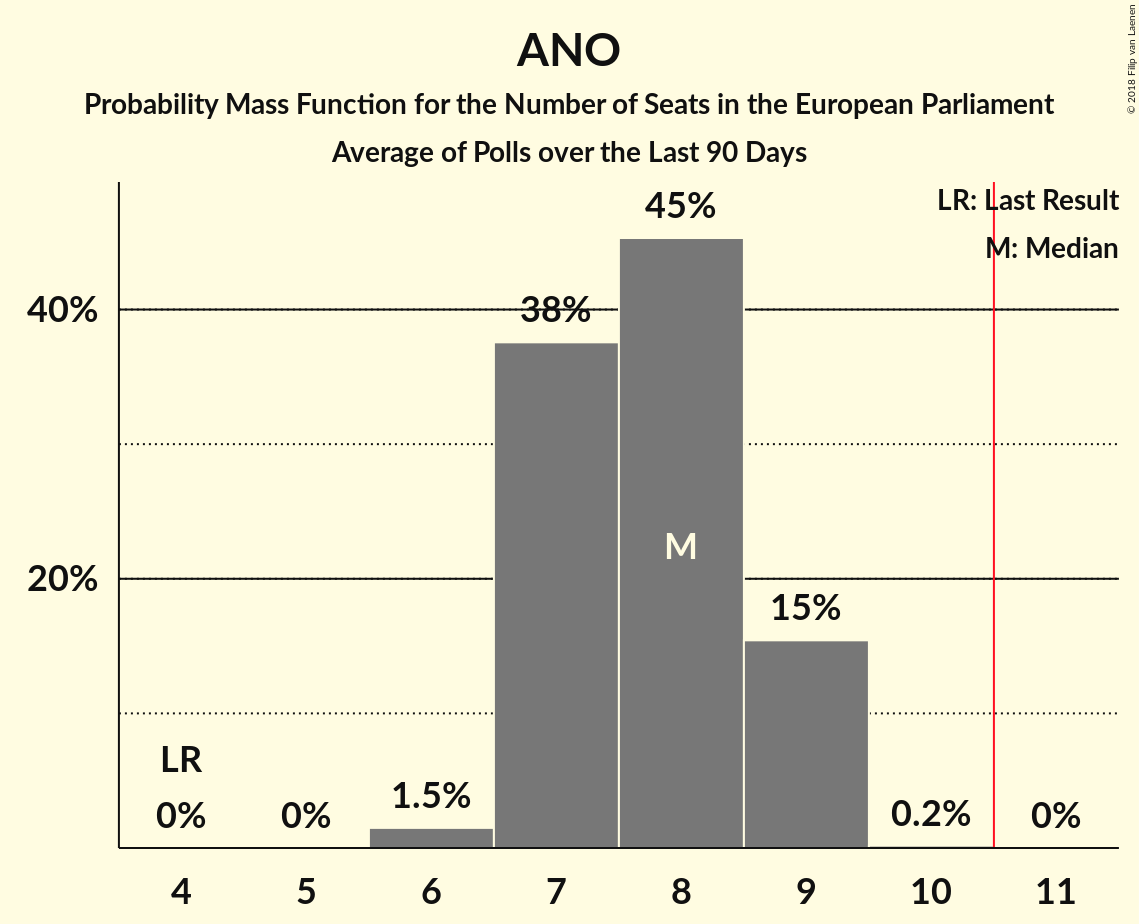 ANO
Probability Mass Function for the Number of Seats in the European Parliament
Average of Polls over the Last 90 Days
© 2018 Filip van Laenen
LR: Last Result
M: Median
45%
40%
38%
M
20%
15%
LR
0%
0%
1.5%
0.2%
0%
4 5 6 7 8 9 10 11